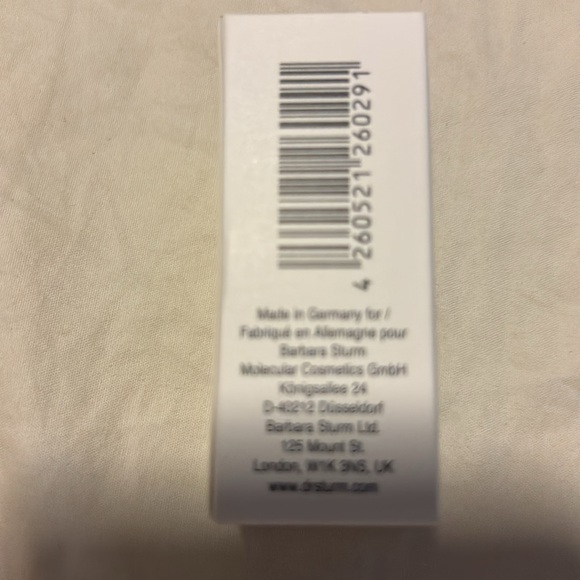 4 260521 260291
Made in Germany for /
Fabriqué en Allemagne pour
Barbara Sturm
Molecular Cosmetics GmbH
Königsallee 24
D-40212 Düsseldorf
Barbara Sturm Ltd.
125 Mount St.
London, W1K 3NS, UK
www.drsturm.com